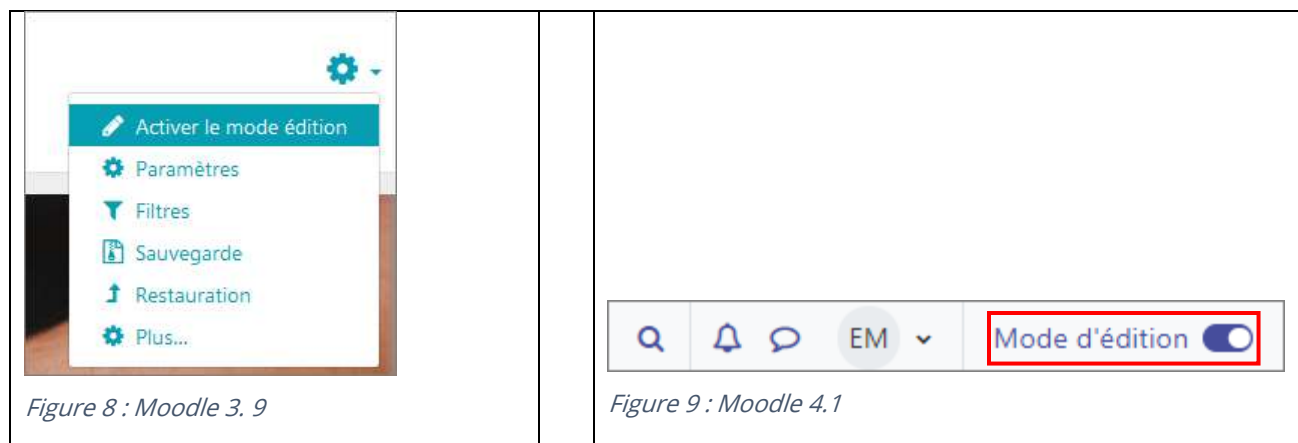 Activer le mode édition
Paramètres
Filtres
Sauvegarde
Restauration
Plus...
Figure 8 : Moodle 3. 9
EM
Mode d'édition
Figure 9 : Moodle 4.1